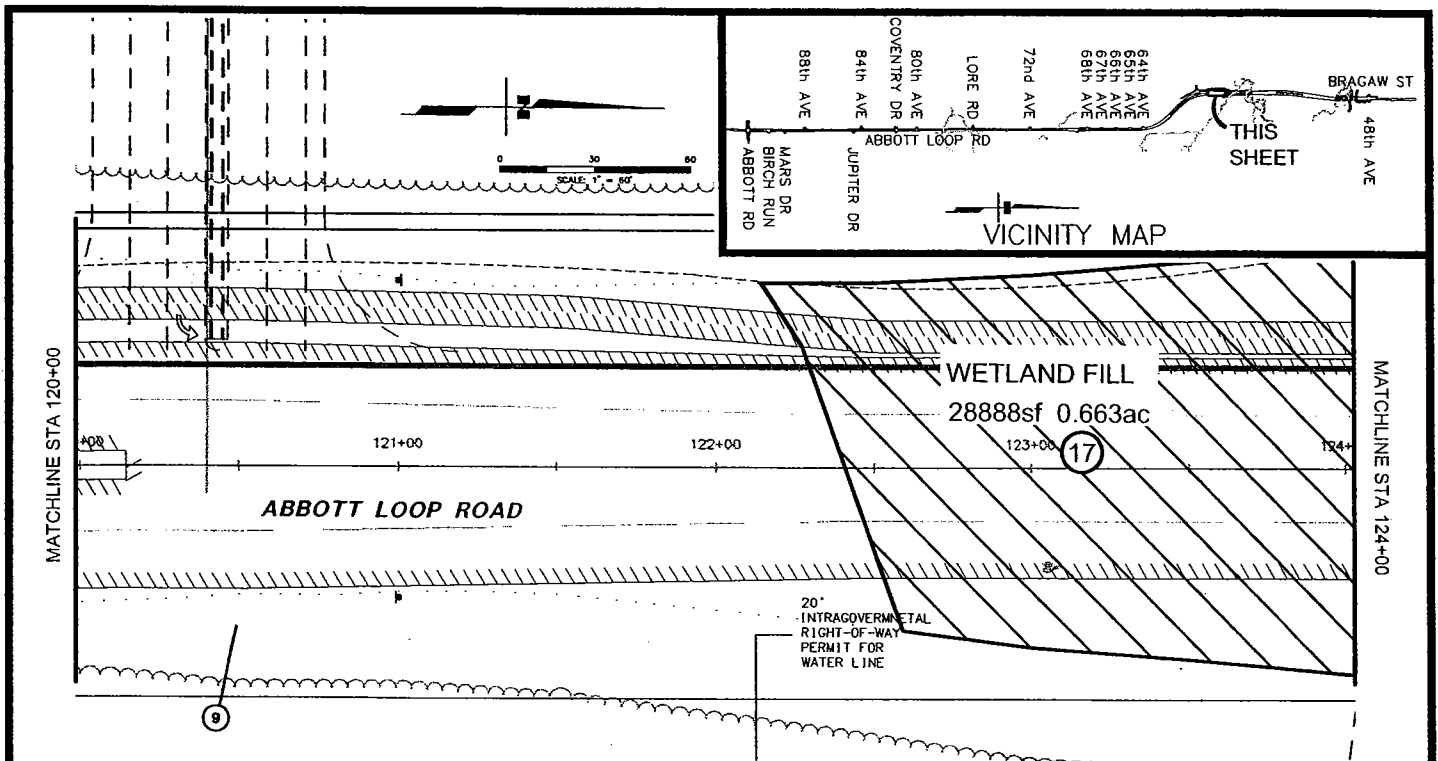 88th AVE
84th AVE
COVENTRY DR
80th AVE
LORE RD
72nd AVE
68th AVE
67th AVE
66th AVE
65th AVE
64th AVE
BRAGAW ST
48th AVE
THIS
SHEET
ABBOTT LOOP RD
ABBOTT RD
BIRCH RUN
MARS DR
JUPITER DR
VICINITY MAP
0 30 60
SCALE: 1" = 60'
MATCHLINE STA 120+00
121+00
122+00
123+00
124+
WETLAND FILL
28888sf 0.663ac
17
MATCHLINE STA 124+00
ABBOTT LOOP ROAD
20'
INTRAGOVERMNETAL
RIGHT-OF-WAY
PERMIT FOR
WATER LINE
9